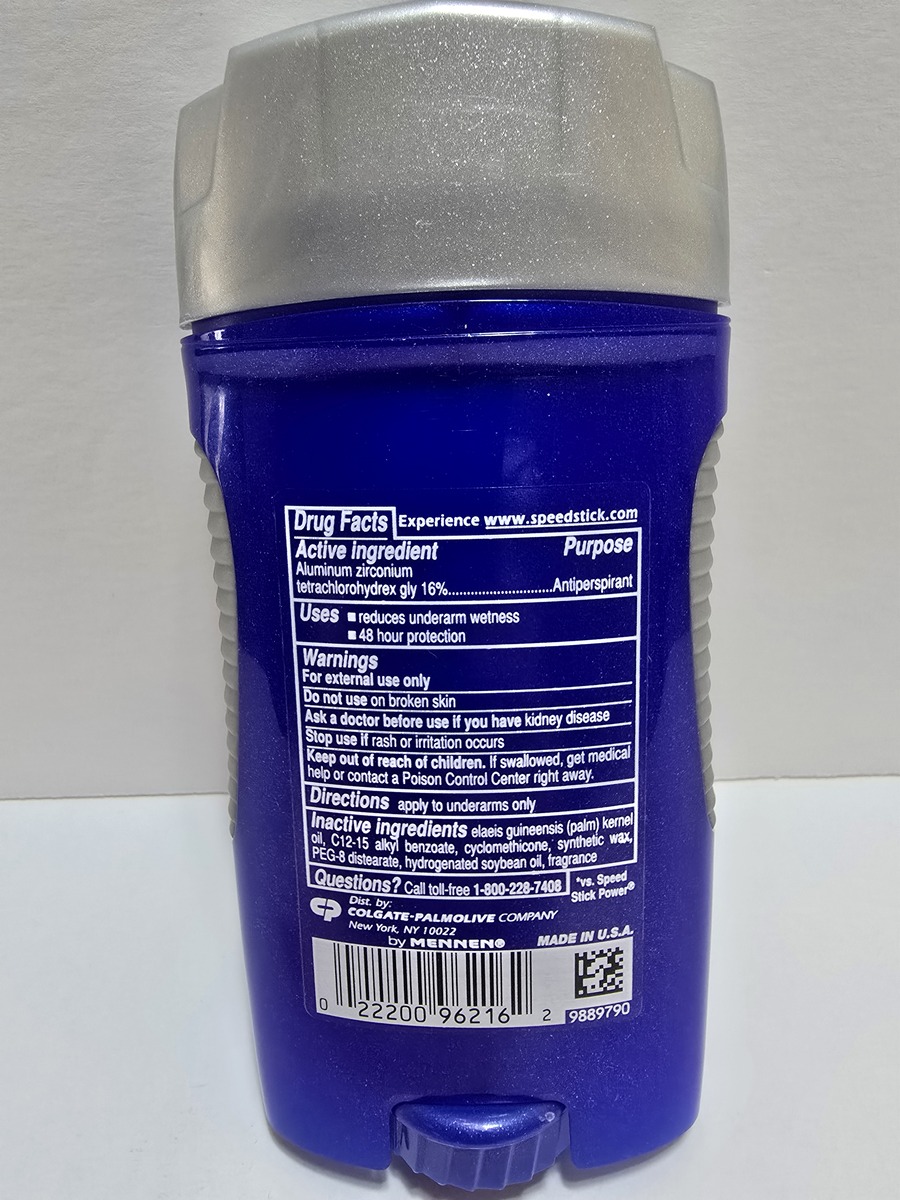 Drug Facts Experience www.speedstick.com
Active ingredient Purpose
Aluminum zirconium
tetrachlorohydrex gly 16%............................Antiperspirant
Uses ■ reduces underarm wetness
■ 48 hour protection
Warnings
For external use only
Do not use on broken skin
Ask a doctor before use if you have kidney disease
Stop use if rash or irritation occurs
Keep out of reach of children. If swallowed, get medical
help or contact a Poison Control Center right away.
Directions apply to underarms only
Inactive ingredients elaeis guineensis (palm) kernel
oil, C12-15 alkyl benzoate, cyclomethicone, synthetic wax,
PEG-8 distearate, hydrogenated soybean oil, fragrance
Questions? Call toll-free 1-800-228-7408
*vs. Speed
Stick Power®
CP
Dist. by:
COLGATE-PALMOLIVE COMPANY
New York, NY 10022
by MENNEN®
MADE IN U.S.A.
0 22200 96216 2
9889790